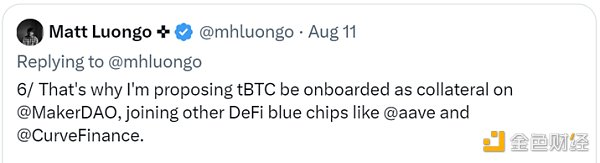 Matt Luongo @mhluongo · Aug 11
Replying to @mhluongo
6/ That's why I'm proposing tBTC be onboarded as collateral on
@MakerDAO, joining other DeFi blue chips like @aave and
@CurveFinance.
金色财经